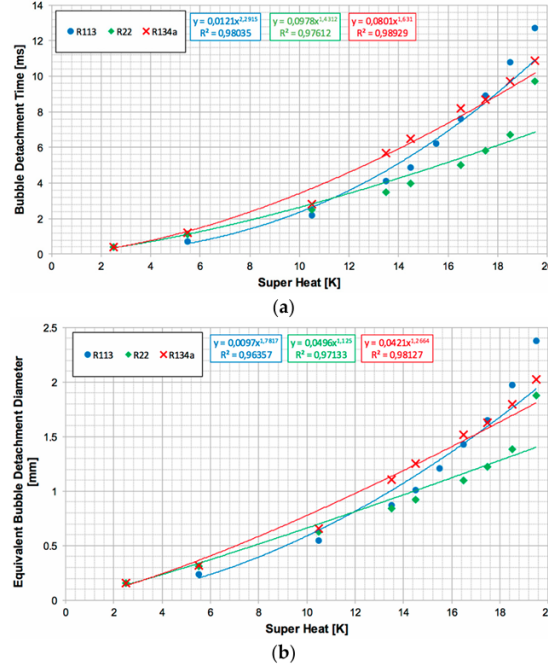 14
12
10
8
6
4
2
0
Bubble Detachment Time [ms]
R113 R22 R134a
y = 0,0121x^2,2915
R² = 0,98035
y = 0,0978x^1,4312
R² = 0,97612
y = 0,0801x^1,631
R² = 0,98929
0 2 4 6 8 10 12 14 16 18 20
Super Heat [K]
(a)
2.5
2
1.5
1
0.5
0
Equivalent Bubble Detachment Diameter
[mm]
R113 R22 R134a
y = 0,0097x^1,7817
R² = 0,96357
y = 0,0496x^1,125
R² = 0,97133
y = 0,0421x^1,2664
R² = 0,98127
0 2 4 6 8 10 12 14 16 18 20
Super Heat [K]
(b)